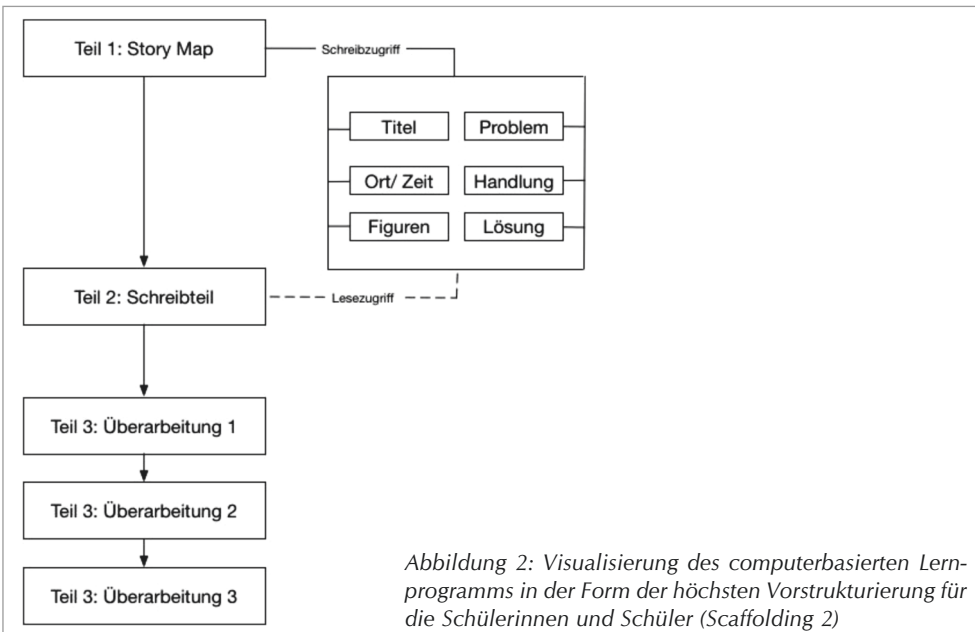 Teil 1: Story Map
Schreibzugriff
Titel
Problem
Ort/ Zeit
Handlung
Figuren
Lösung
Teil 2: Schreibteil
Lesezugriff
Teil 3: Überarbeitung 1
Teil 3: Überarbeitung 2
Teil 3: Überarbeitung 3
Abbildung 2: Visualisierung des computerbasierten Lern-
programms in der Form der höchsten Vorstrukturierung für
die Schülerinnen und Schüler (Scaffolding 2)